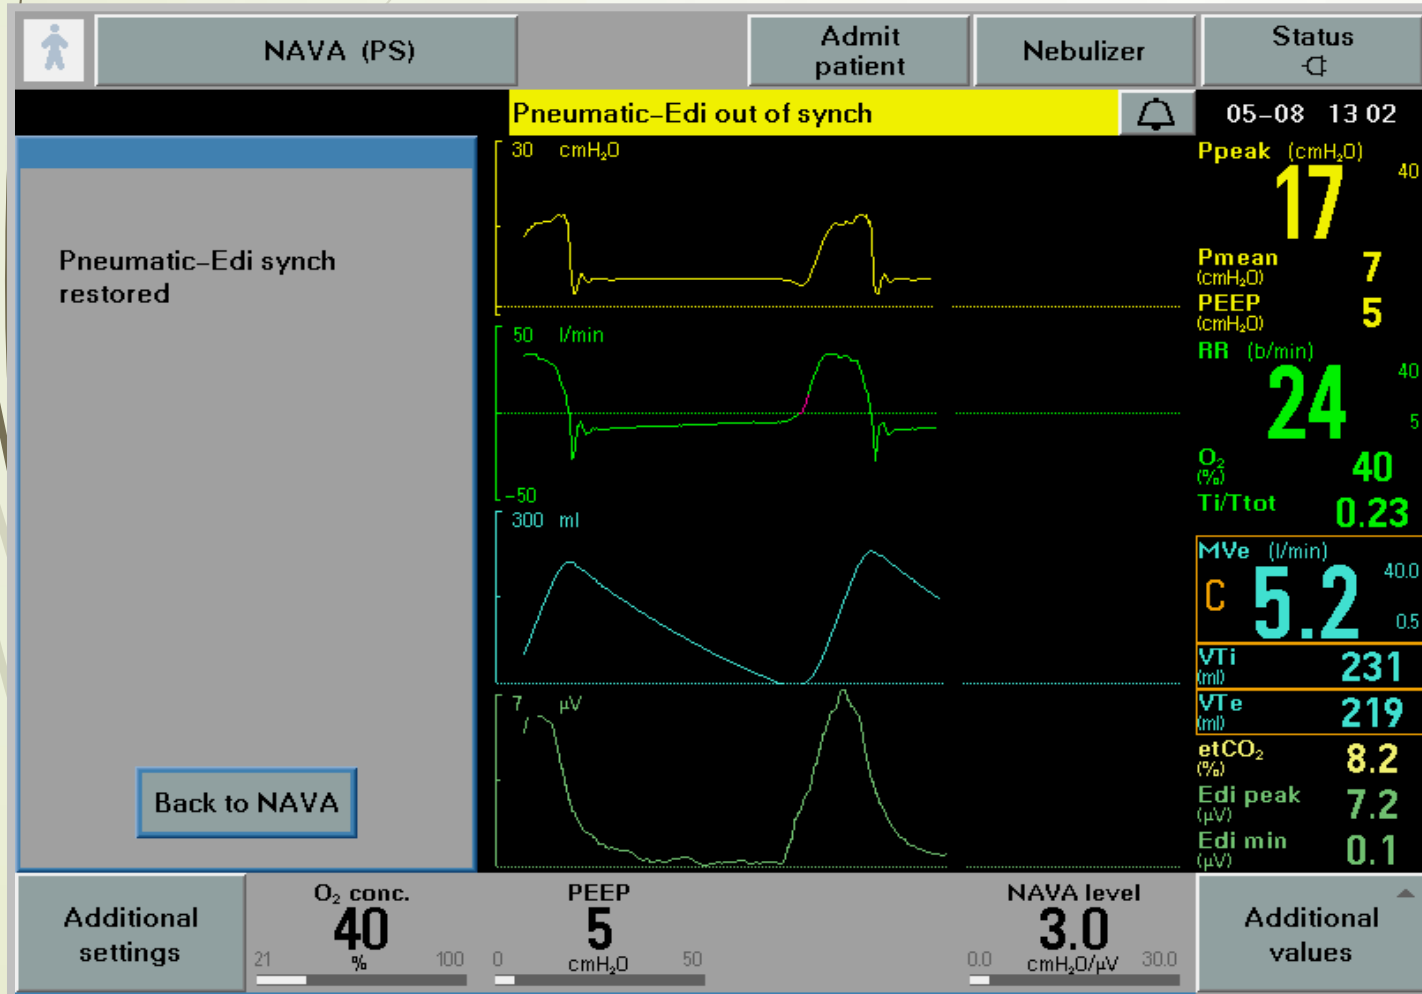 NAVA (PS)
Admit
patient
Nebulizer
Status
Pneumatic-Edi out of synch
05-08 13 02
Pneumatic-Edi synch
restored
Back to NAVA
30 cmH₂O
50 l/min
-50
300 ml
7 µV
Ppeak (cmH₂O)
17
40
Pmean
(cmH₂O)
7
PEEP
(cmH₂O)
5
RR (b/min)
24
40
5
O₂
(%)
40
Ti/Ttot
0.23
MVe (l/min)
C
5.2
40.0
0.5
VTi
(ml)
231
VTe
(ml)
219
etCO₂
(%)
8.2
Edi peak
(µV)
7.2
Edi min
(µV)
0.1
Additional
settings
O₂ conc.
40
21 % 100
PEEP
5
0 cmH₂O 50
NAVA level
3.0
0.0 cmH₂O/µV 30.0
Additional
values